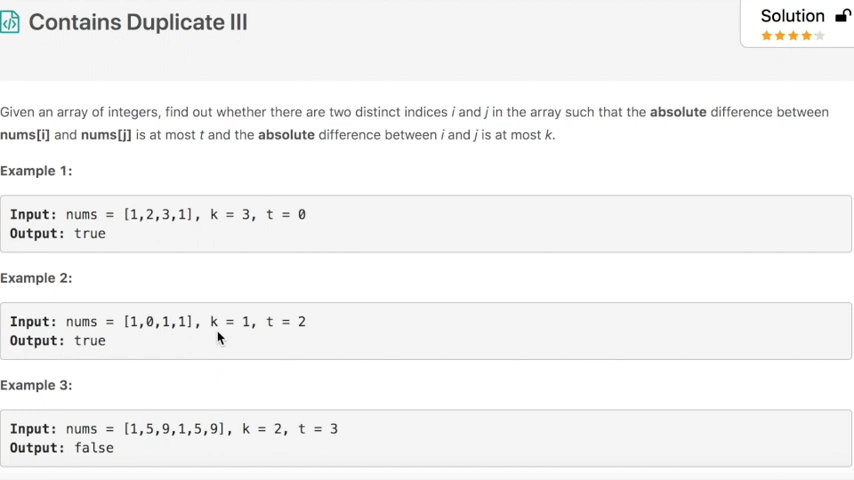 Contains Duplicate III
Solution
Given an array of integers, find out whether there are two distinct indices i and j in the array such that the absolute difference between
nums[i] and nums[j] is at most t and the absolute difference between i and j is at most k.
Example 1:
Input: nums = [1,2,3,1], k = 3, t = 0
Output: true
Example 2:
Input: nums = [1,0,1,1], k = 1, t = 2
Output: true
Example 3:
Input: nums = [1,5,9,1,5,9], k = 2, t = 3
Output: false